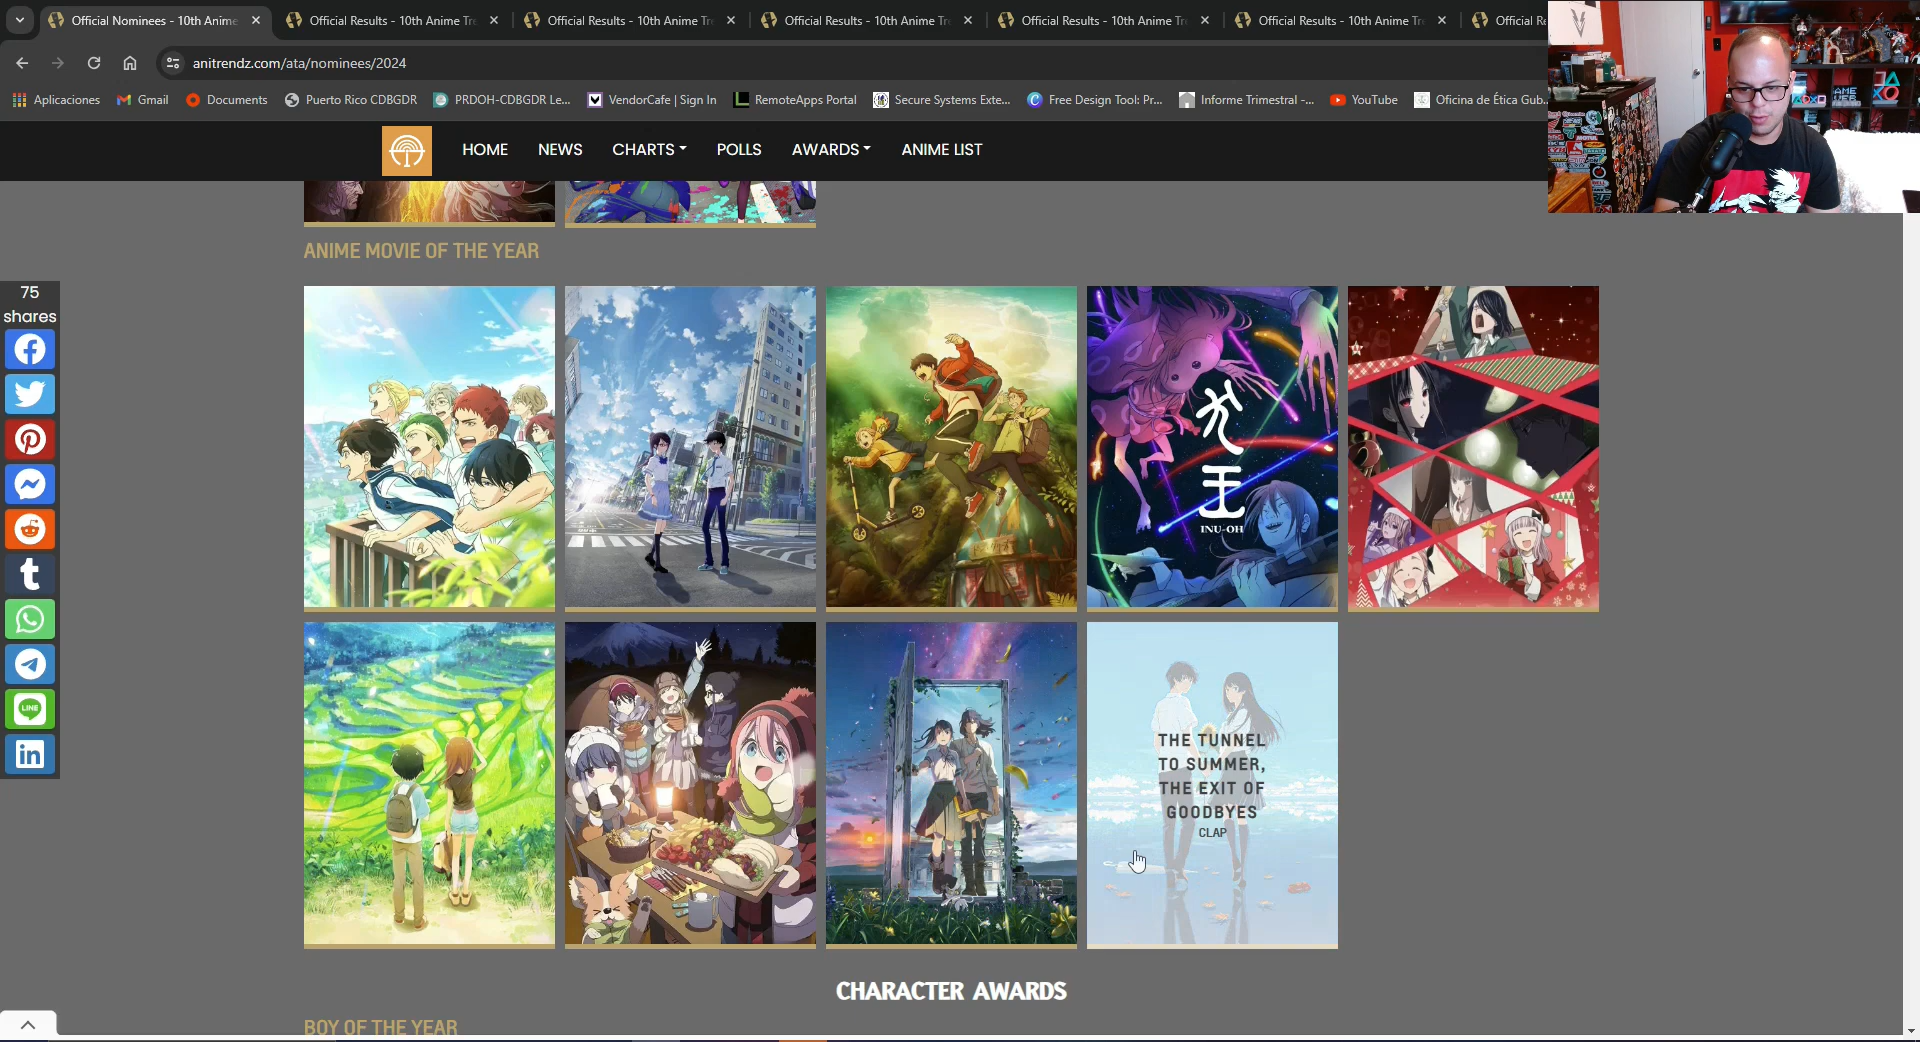 Official Nominees - 10th Anime
Official Results - 10th Anime Tr
Official Results - 10th Anime Tr
Official Results - 10th Anime Tr
Official Results - 10th Anime Tr
Official Results - 10th Anime Tr
Official Re
anitrendz.com/ata/nominees/2024
Aplicaciones
Gmail
Documents
Puerto Rico CDBGDR
PRDOH-CDBGDR Le...
VendorCafe | Sign In
RemoteApps Portal
Secure Systems Exte...
Free Design Tool: Pr...
Informe Trimestral -...
YouTube
Oficina de Ética Gub...
HOME
NEWS
CHARTS
POLLS
AWARDS
ANIME LIST
ANIME MOVIE OF THE YEAR
75
shares
犬王
INU-OH
LINE
THE TUNNEL
TO SUMMER,
THE EXIT OF
GOODBYES
CLAP
CHARACTER AWARDS
BOY OF THE YEAR